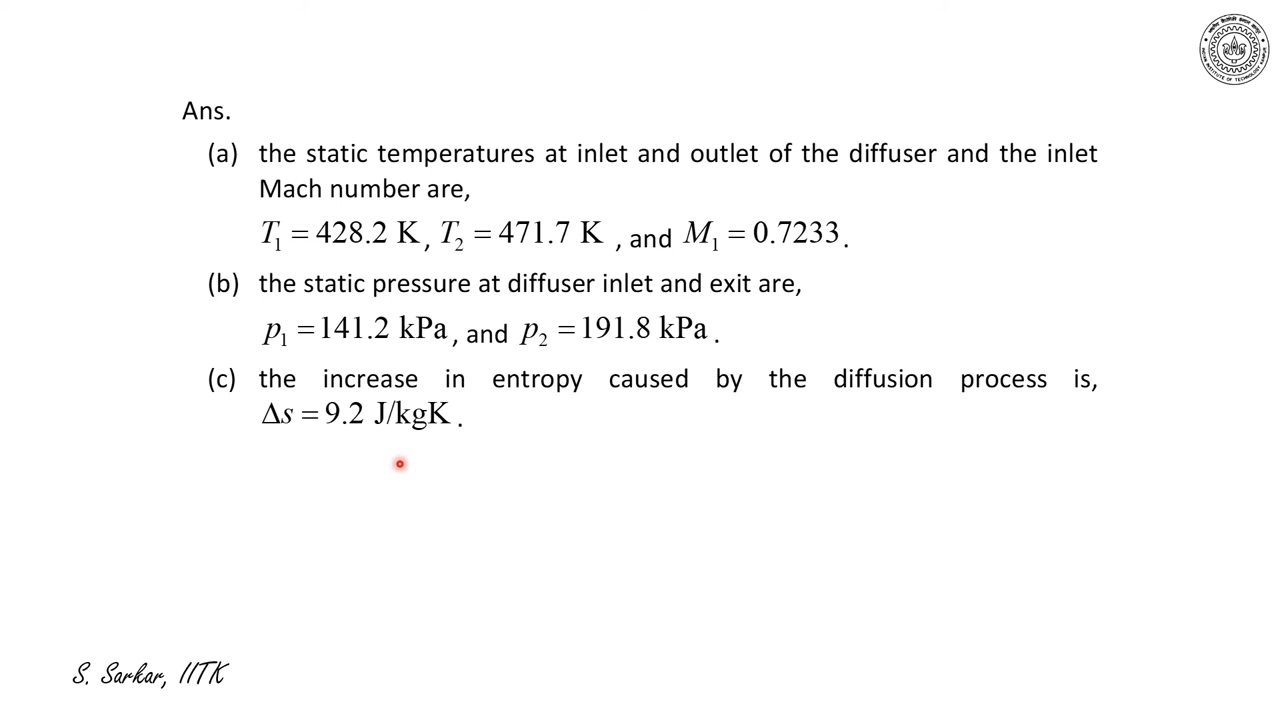 Ans.
(a) the static temperatures at inlet and outlet of the diffuser and the inlet
Mach number are,
T₁ = 428.2 K, T₂ = 471.7 K , and M₁ = 0.7233.
(b) the static pressure at diffuser inlet and exit are,
p₁ = 141.2 kPa, and p₂ = 191.8 kPa.
(c) the increase in entropy caused by the diffusion process is,
Δs = 9.2 J/kgK.
S. Sarkar, IITK